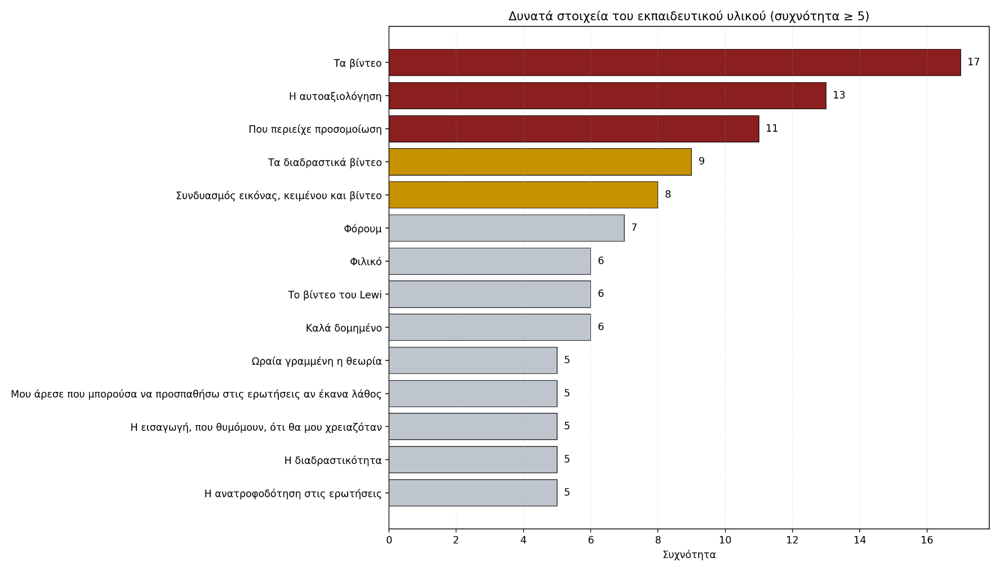 Δυνατά στοιχεία του εκπαιδευτικού υλικού (συχνότητα ≥ 5)
Τα βίντεο 17
Η αυτοαξιολόγηση 13
Που περιείχε προσομοίωση 11
Τα διαδραστικά βίντεο 9
Συνδυασμός εικόνας, κειμένου και βίντεο 8
Φόρουμ 7
Φιλικό 6
Το βίντεο του Lewi 6
Καλά δομημένο 6
Ωραία γραμμένη η θεωρία 5
Μου άρεσε που μπορούσα να προσπαθήσω στις ερωτήσεις αν έκανα λάθος 5
Η εισαγωγή, που θυμόμουν, ότι θα μου χρειαζόταν 5
Η διαδραστικότητα 5
Η ανατροφοδότηση στις ερωτήσεις 5
0 2 4 6 8 10 12 14 16
Συχνότητα